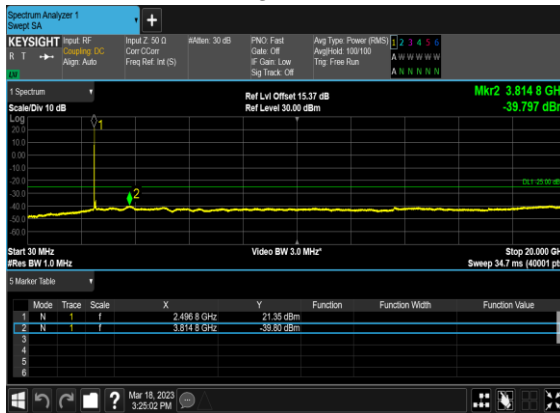 Spectrum Analyzer 1
Swept SA
+
KEYSIGHT Input: RF Input Z: 50 Ω #Atten: 30 dB PNO: Fast Avg Type: Power (RMS) 1 2 3 4 5 6
R T Coupling: DC Corr CCorr Gate: Off Avg|Hold: 100/100 A W W W W W
Align: Auto Freq Ref: Int (S) IF Gain: Low Trig: Free Run
LXI Sig Track: Off A N N N N N
1 Spectrum Ref Lvl Offset 15.37 dB Mkr2 3.814 8 GH
Scale/Div 10 dB Ref Level 30.00 dBm -39.797 dBr
Log
20.0
10.0
0.00
-10.0
-20.0
-30.0
-40.0
-50.0
-60.0
1
2
Start 30 MHz Video BW 3.0 MHz* Stop 20.000 GH
#Res BW 1.0 MHz Sweep 34.7 ms (40001 pts
5 Marker Table
Mode Trace Scale X Y Function Function Width Function Value
1 N 1 f 2.496 8 GHz 21.35 dBm
2 N 1 f 3.814 8 GHz -39.80 dBm
3
4
5
6
? Mar 18, 2023
3:25:02 PM